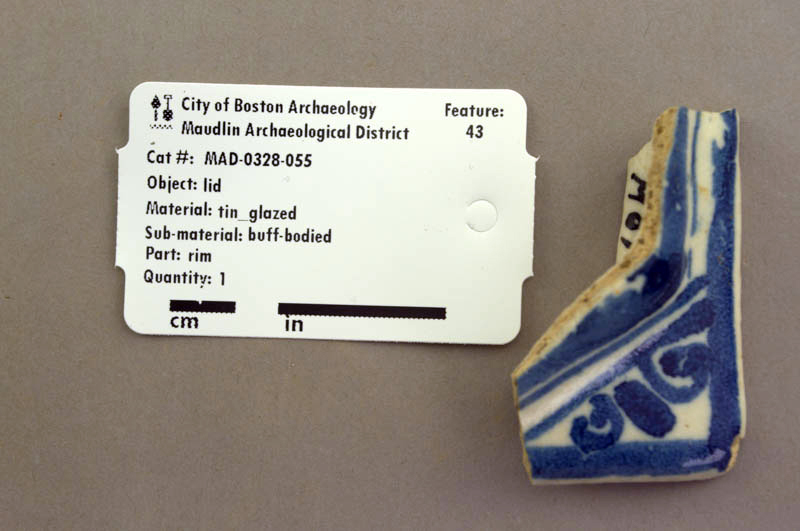 City of Boston Archaeology
Maudlin Archaeological District
Feature:
43
Cat #: MAD-0328-055
Object: lid
Material: tin_glazed
Sub-material: buff-bodied
Part: rim
Quantity: 1
cm
in